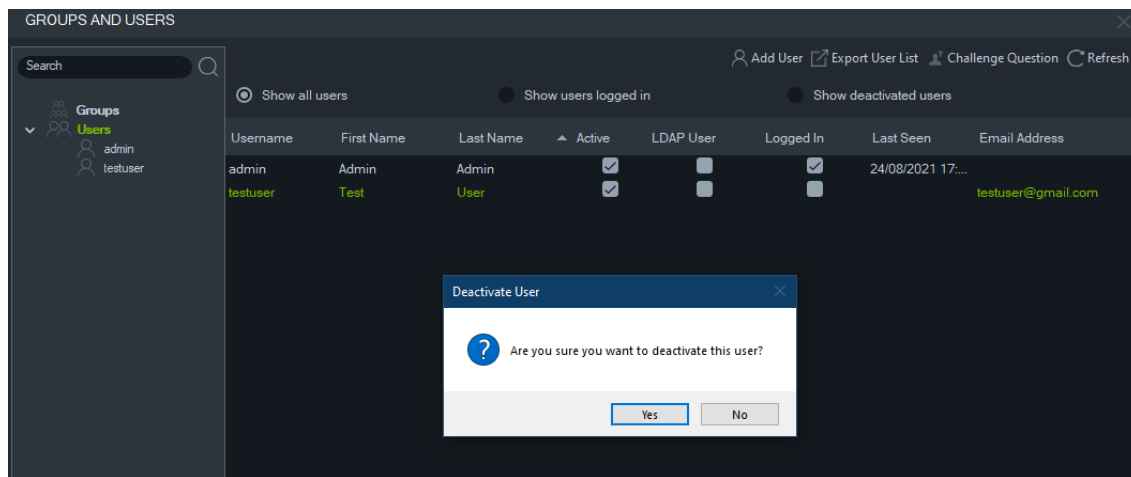 GROUPS AND USERS
Search
Add User Export User List Challenge Question Refresh
Groups
Users
admin
testuser
Show all users Show users logged in Show deactivated users
Username First Name Last Name Active LDAP User Logged In Last Seen Email Address
admin Admin Admin 24/08/2021 17:...
testuser Test User testuser@gmail.com
Deactivate User
Are you sure you want to deactivate this user?
Yes No